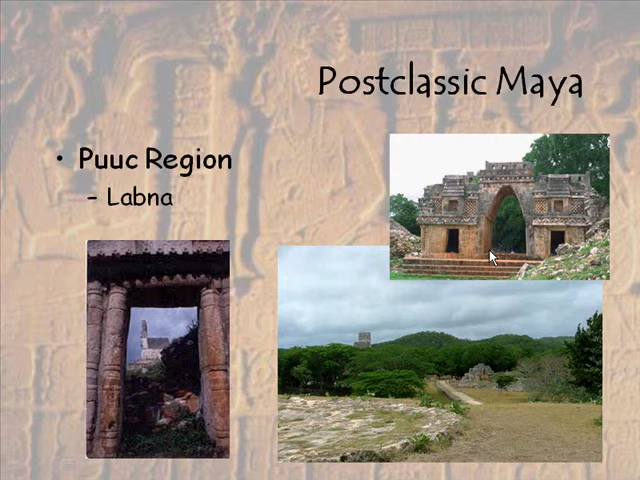 Postclassic Maya
• Puuc Region
– Labna